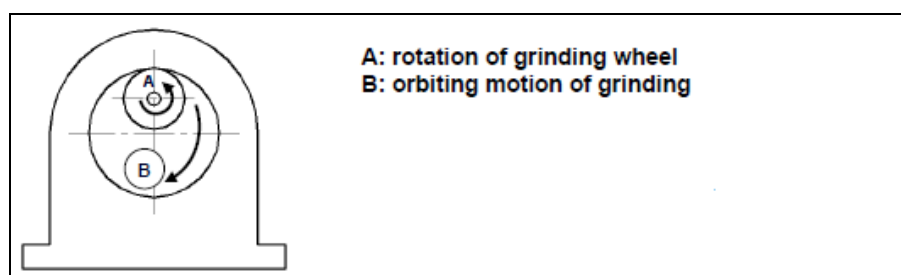 A: rotation of grinding wheel
B: orbiting motion of grinding
A
B